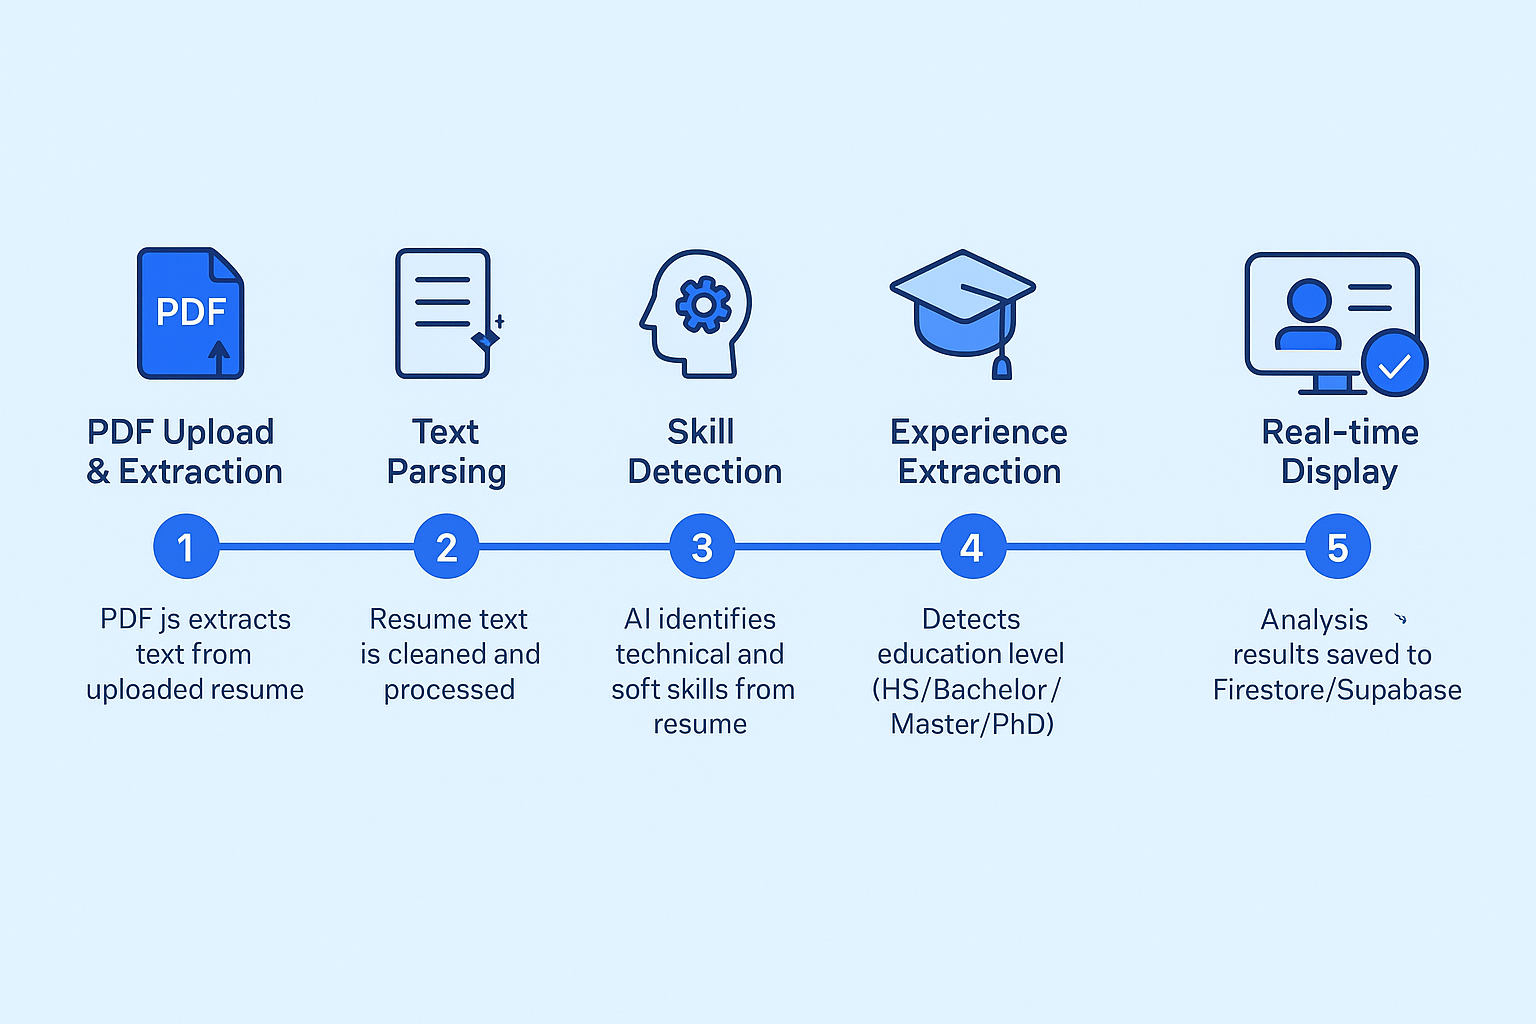 PDF
PDF Upload
& Extraction
1
PDF js extracts
text from
uploaded resume
Text
Parsing
2
Resume text
is cleaned and
processed
Skill
Detection
3
AI identifies
technical and
soft skills from
resume
Experience
Extraction
4
Detects
education level
(HS/Bachelor/
Master/PhD)
Real-time
Display
5
Analysis
results saved to
Firestore/Supabase